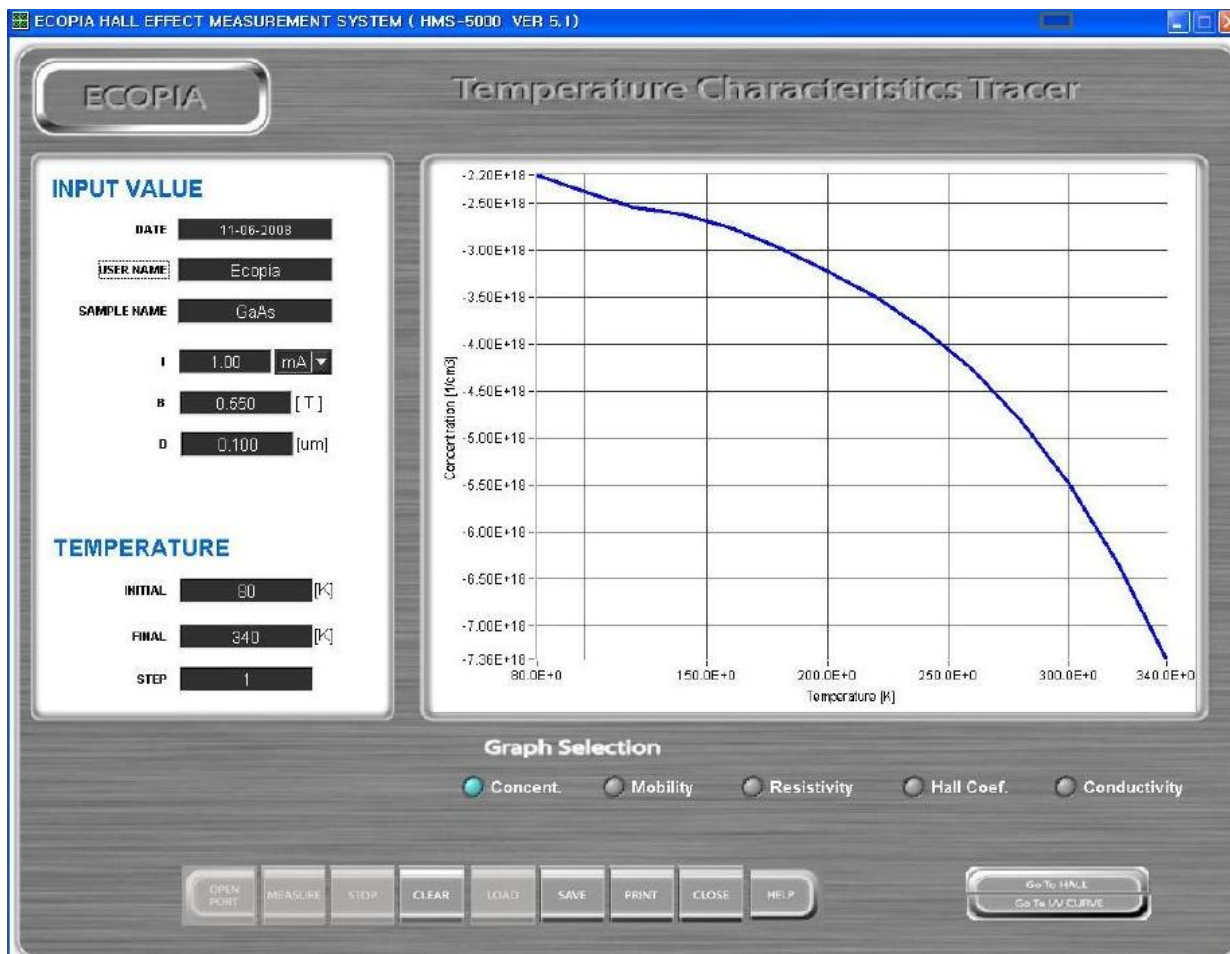 ECOPIA HALL EFFECT MEASUREMENT SYSTEM ( HMS-5000 VER 5.1)
ECOPIA
Temperature Characteristics Tracer
INPUT VALUE
DATE 11-06-2008
USER NAME Ecopia
SAMPLE NAME GaAs
I 1.00 mA
B 0.550 [ T ]
D 0.100 [um]
TEMPERATURE
INITIAL 80 [K]
FINAL 340 [K]
STEP 1
Concentration [1/cm3]
-2.20E+18
-2.50E+18
-3.00E+18
-3.50E+18
-4.00E+18
-4.50E+18
-5.00E+18
-5.50E+18
-6.00E+18
-6.50E+18
-7.00E+18
-7.36E+18
80.0E+0 150.0E+0 200.0E+0 250.0E+0 300.0E+0 340.0E+0
Temperature [K]
Graph Selection
Concent. Mobility Resistivity Hall Coef. Conductivity
OPEN PORT MEASURE STOP CLEAR LOAD SAVE PRINT CLOSE HELP
Go To HALL
Go To I/V CURVE